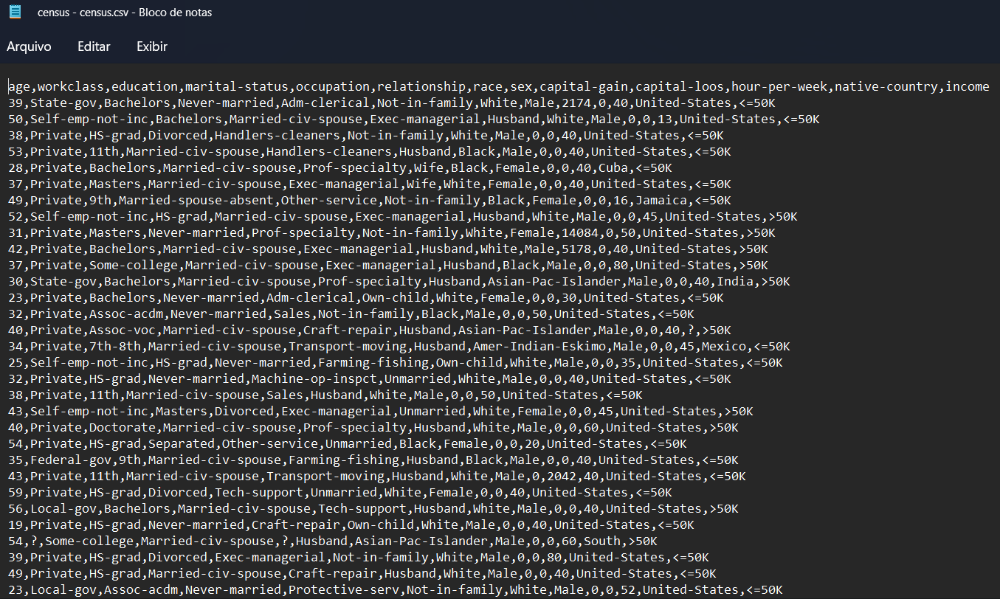 census - census.csv - Bloco de notas
Arquivo Editar Exibir
age,workclass,education,marital-status,occupation,relationship,race,sex,capital-gain,capital-loos,hour-per-week,native-country,income
39,State-gov,Bachelors,Never-married,Adm-clerical,Not-in-family,White,Male,2174,0,40,United-States,<=50K
50,Self-emp-not-inc,Bachelors,Married-civ-spouse,Exec-managerial,Husband,White,Male,0,0,13,United-States,<=50K
38,Private,HS-grad,Divorced,Handlers-cleaners,Not-in-family,White,Male,0,0,40,United-States,<=50K
53,Private,11th,Married-civ-spouse,Handlers-cleaners,Husband,Black,Male,0,0,40,United-States,<=50K
28,Private,Bachelors,Married-civ-spouse,Prof-specialty,Wife,Black,Female,0,0,40,Cuba,<=50K
37,Private,Masters,Married-civ-spouse,Exec-managerial,Wife,White,Female,0,0,40,United-States,<=50K
49,Private,9th,Married-spouse-absent,Other-service,Not-in-family,Black,Female,0,0,16,Jamaica,<=50K
52,Self-emp-not-inc,HS-grad,Married-civ-spouse,Exec-managerial,Husband,White,Male,0,0,45,United-States,>50K
31,Private,Masters,Never-married,Prof-specialty,Not-in-family,White,Female,14084,0,50,United-States,>50K
42,Private,Bachelors,Married-civ-spouse,Exec-managerial,Husband,White,Male,5178,0,40,United-States,>50K
37,Private,Some-college,Married-civ-spouse,Exec-managerial,Husband,Black,Male,0,0,80,United-States,>50K
30,State-gov,Bachelors,Married-civ-spouse,Prof-specialty,Husband,Asian-Pac-Islander,Male,0,0,40,India,>50K
23,Private,Bachelors,Never-married,Adm-clerical,Own-child,White,Female,0,0,30,United-States,<=50K
32,Private,Assoc-acdm,Never-married,Sales,Not-in-family,Black,Male,0,0,50,United-States,<=50K
40,Private,Assoc-voc,Married-civ-spouse,Craft-repair,Husband,Asian-Pac-Islander,Male,0,0,40,?,>50K
34,Private,7th-8th,Married-civ-spouse,Transport-moving,Husband,Amer-Indian-Eskimo,Male,0,0,45,Mexico,<=50K
25,Self-emp-not-inc,HS-grad,Never-married,Farming-fishing,Own-child,White,Male,0,0,35,United-States,<=50K
32,Private,HS-grad,Never-married,Machine-op-inspct,Unmarried,White,Male,0,0,40,United-States,<=50K
38,Private,11th,Married-civ-spouse,Sales,Husband,White,Male,0,0,50,United-States,<=50K
43,Self-emp-not-inc,Masters,Divorced,Exec-managerial,Unmarried,White,Female,0,0,45,United-States,>50K
40,Private,Doctorate,Married-civ-spouse,Prof-specialty,Husband,White,Male,0,0,60,United-States,>50K
54,Private,HS-grad,Separated,Other-service,Unmarried,Black,Female,0,0,20,United-States,<=50K
35,Federal-gov,9th,Married-civ-spouse,Farming-fishing,Husband,Black,Male,0,0,40,United-States,<=50K
43,Private,11th,Married-civ-spouse,Transport-moving,Husband,White,Male,0,2042,40,United-States,<=50K
59,Private,HS-grad,Divorced,Tech-support,Unmarried,White,Female,0,0,40,United-States,<=50K
56,Local-gov,Bachelors,Married-civ-spouse,Tech-support,Husband,White,Male,0,0,40,United-States,>50K
19,Private,HS-grad,Never-married,Craft-repair,Own-child,White,Male,0,0,40,United-States,<=50K
54,?,Some-college,Married-civ-spouse,?,Husband,Asian-Pac-Islander,Male,0,0,60,South,>50K
39,Private,HS-grad,Divorced,Exec-managerial,Not-in-family,White,Male,0,0,80,United-States,<=50K
49,Private,HS-grad,Married-civ-spouse,Craft-repair,Husband,White,Male,0,0,40,United-States,<=50K
23,Local-gov,Assoc-acdm,Never-married,Protective-serv,Not-in-family,White,Male,0,0,52,United-States,<=50K